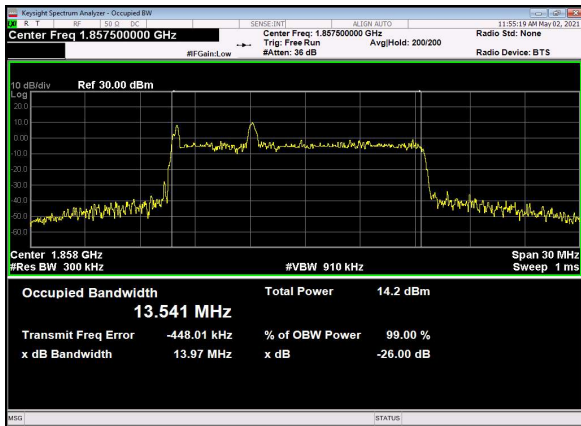 Keysight Spectrum Analyzer - Occupied BW
R T RF 50 Ω DC SENSE:INT ALIGN AUTO 11:55:19 AM May 02, 2021
Center Freq 1.857500000 GHz
Center Freq: 1.857500000 GHz
Radio Std: None
Trig: Free Run Avg|Hold: 200/200
#IFGain:Low #Atten: 36 dB Radio Device: BTS
10 dB/div Ref 30.00 dBm
Log
20.0
10.0
0.00
-10.0
-20.0
-30.0
-40.0
-50.0
-60.0
Center 1.858 GHz Span 30 MHz
#Res BW 300 kHz #VBW 910 kHz Sweep 1 ms
Occupied Bandwidth Total Power 14.2 dBm
13.541 MHz
Transmit Freq Error -448.01 kHz % of OBW Power 99.00 %
x dB Bandwidth 13.97 MHz x dB -26.00 dB
MSG STATUS